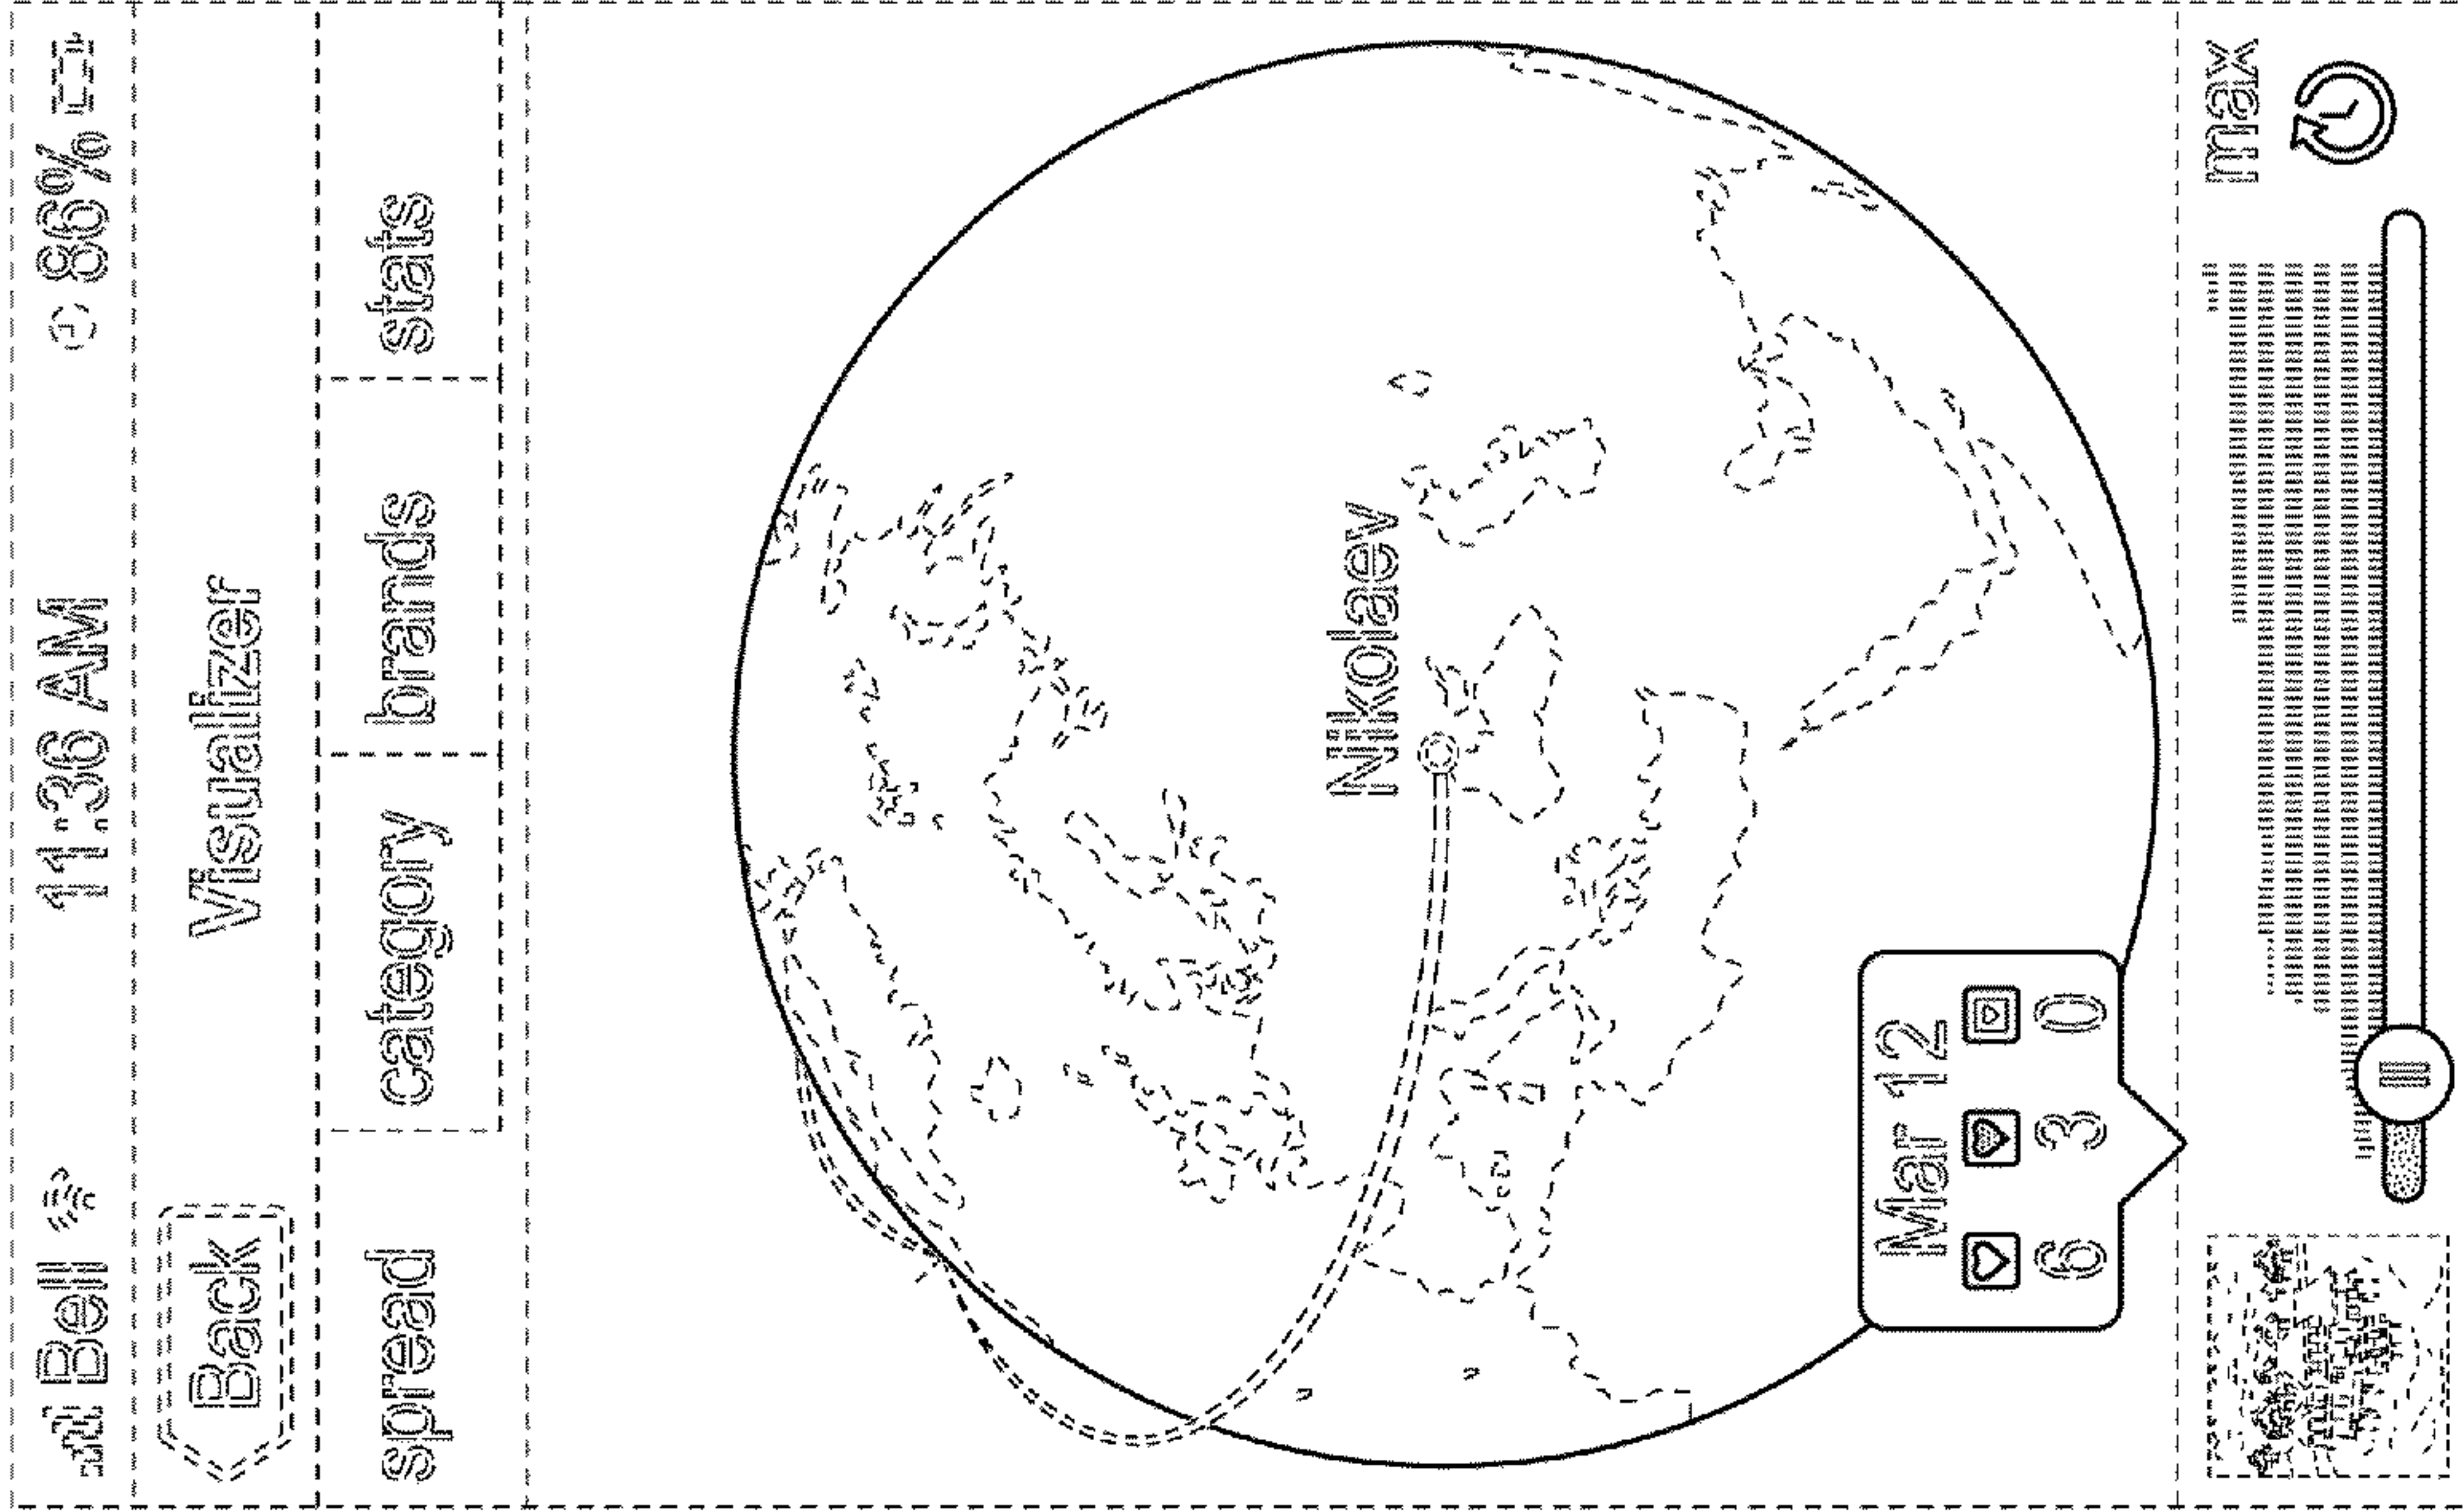 Bell 11:36 AM 86%
Back Visualizer
spread category brands stats
Nikolaev
Mar 12
6 3 0
max